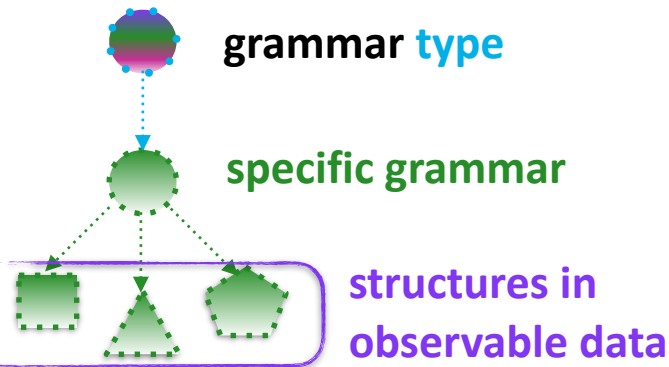 grammar type
specific grammar
structures in
observable data